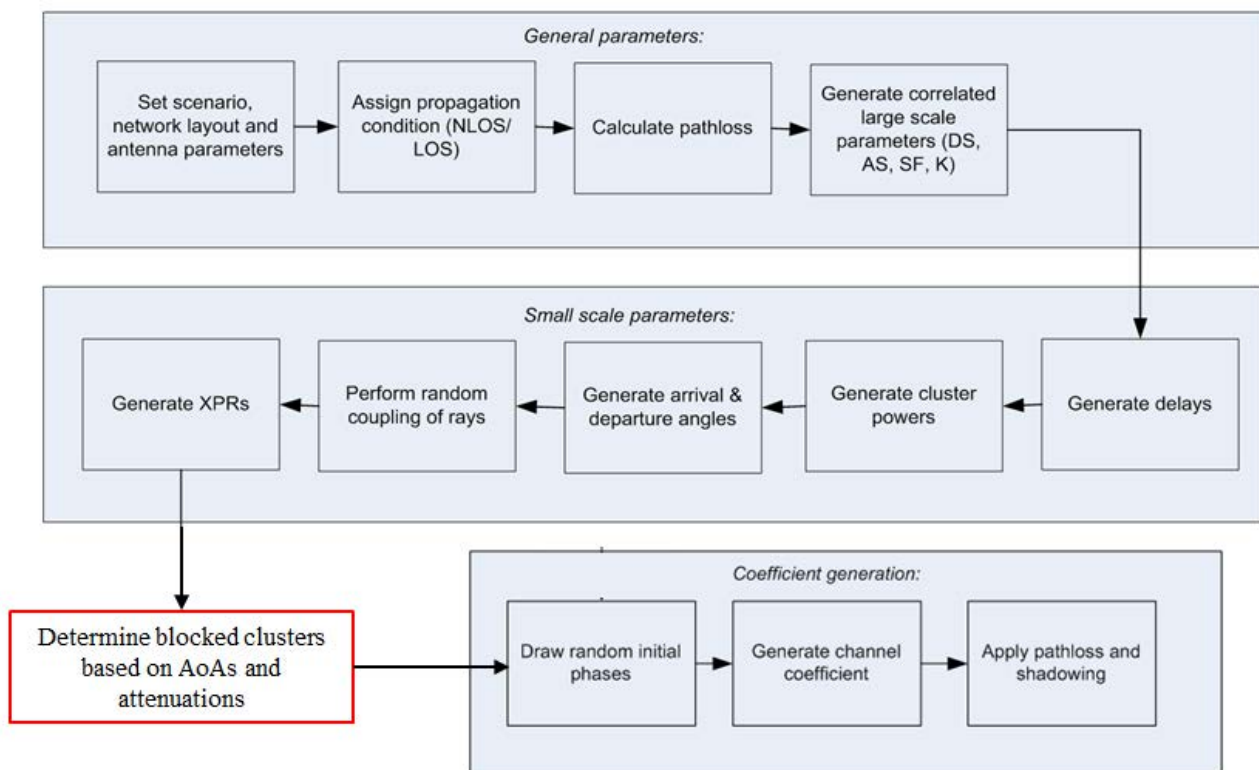 General parameters:
Set scenario,
network layout and
antenna parameters
Assign propagation
condition (NLOS/
LOS)
Calculate pathloss
Generate correlated
large scale
parameters (DS,
AS, SF, K)
Small scale parameters:
Generate XPRs
Perform random
coupling of rays
Generate arrival &
departure angles
Generate cluster
powers
Generate delays
Determine blocked clusters
based on AoAs and
attenuations
Coefficient generation:
Draw random initial
phases
Generate channel
coefficient
Apply pathloss and
shadowing